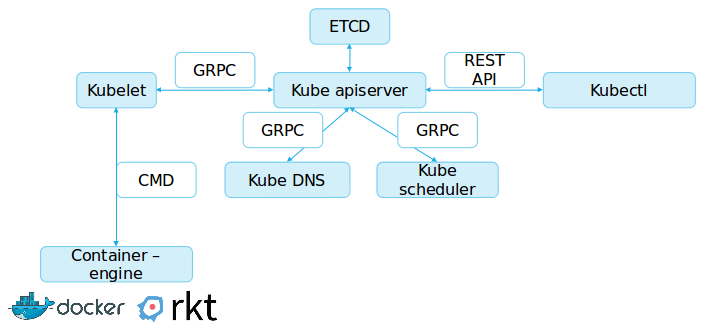 ETCD
GRPC
REST
API
Kubelet
Kube apiserver
Kubectl
GRPC
GRPC
CMD
Kube DNS
Kube
scheduler
Container –
engine
docker
rkt